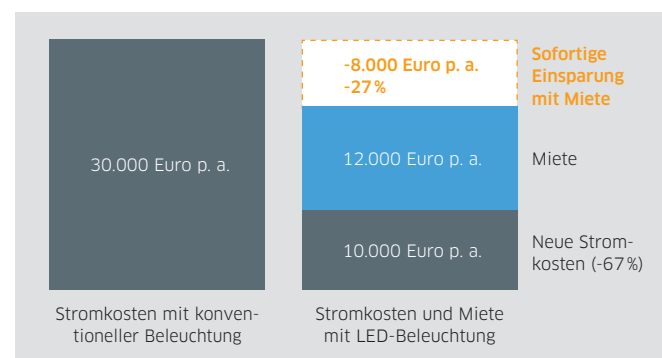 30.000 Euro p. a.
Stromkosten mit konven-
tioneller Beleuchtung
-8.000 Euro p. a.
-27%
12.000 Euro p. a.
10.000 Euro p. a.
Stromkosten und Miete
mit LED-Beleuchtung
Sofortige
Einsparung
mit Miete
Miete
Neue Strom-
kosten (-67%)